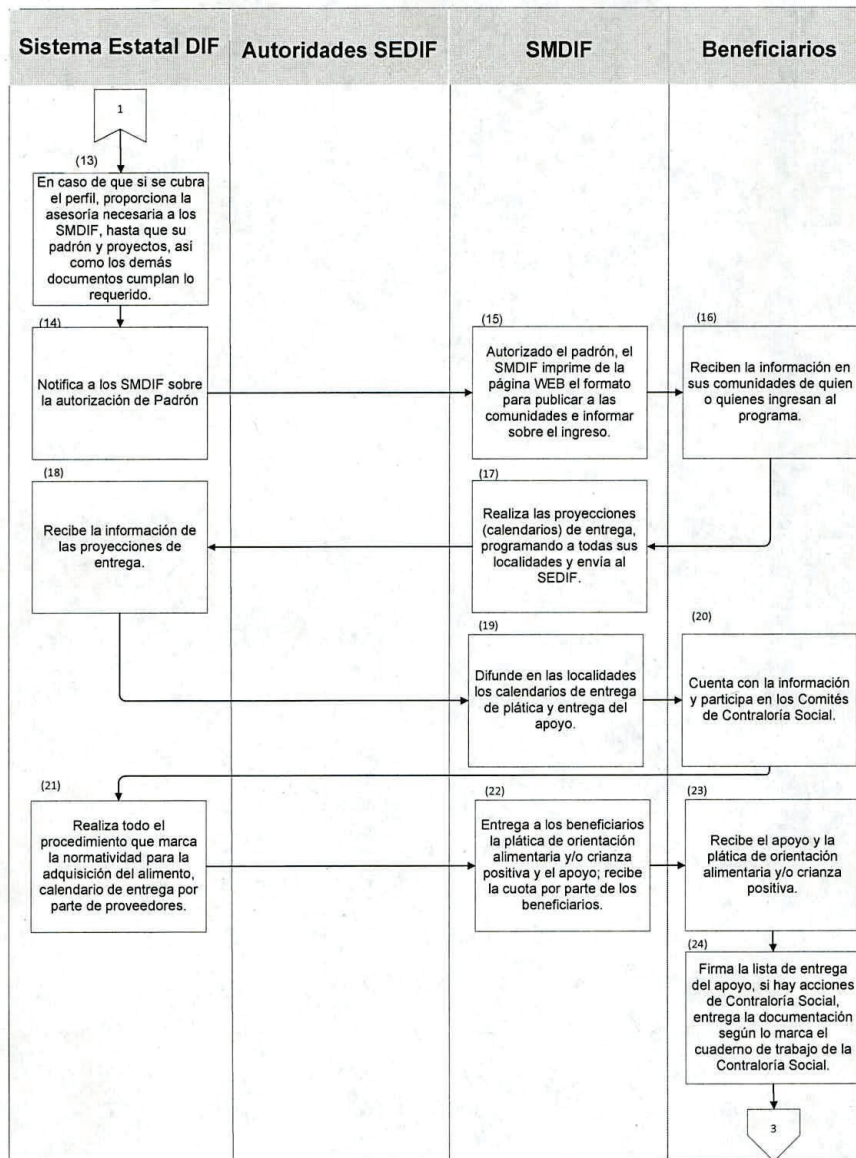 Sistema Estatal DIF
Autoridades SEDIF
SMDIF
Beneficiarios
1
(13)
En caso de que si se cubra
el perfil, proporciona la
asesoría necesaria a los
SMDIF, hasta que su
padrón y proyectos, así
como los demás
documentos cumplan lo
requerido.
(14)
Notifica a los SMDIF sobre
la autorización de Padrón
(15)
Autorizado el padrón, el
SMDIF imprime de la
página WEB el formato
para publicar a las
comunidades e informar
sobre el ingreso.
(16)
Reciben la información en
sus comunidades de quien
o quienes ingresan al
programa.
(17)
Realiza las proyecciones
(calendarios) de entrega,
programando a todas sus
localidades y envía al
SEDIF.
(18)
Recibe la información de
las proyecciones de
entrega.
(19)
Difunde en las localidades
los calendarios de entrega
de plática y entrega del
apoyo.
(20)
Cuenta con la información
y participa en los Comités
de Contraloría Social.
(21)
Realiza todo el
procedimiento que marca
la normatividad para la
adquisición del alimento,
calendario de entrega por
parte de proveedores.
(22)
Entrega a los beneficiarios
la plática de orientación
alimentaria y/o crianza
positiva y el apoyo; recibe
la cuota por parte de los
beneficiarios.
(23)
Recibe el apoyo y la
plática de orientación
alimentaria y/o crianza
positiva.
(24)
Firma la lista de entrega
del apoyo, si hay acciones
de Contraloría Social,
entrega la documentación
según lo marca el
cuaderno de trabajo de la
Contraloría Social.
3